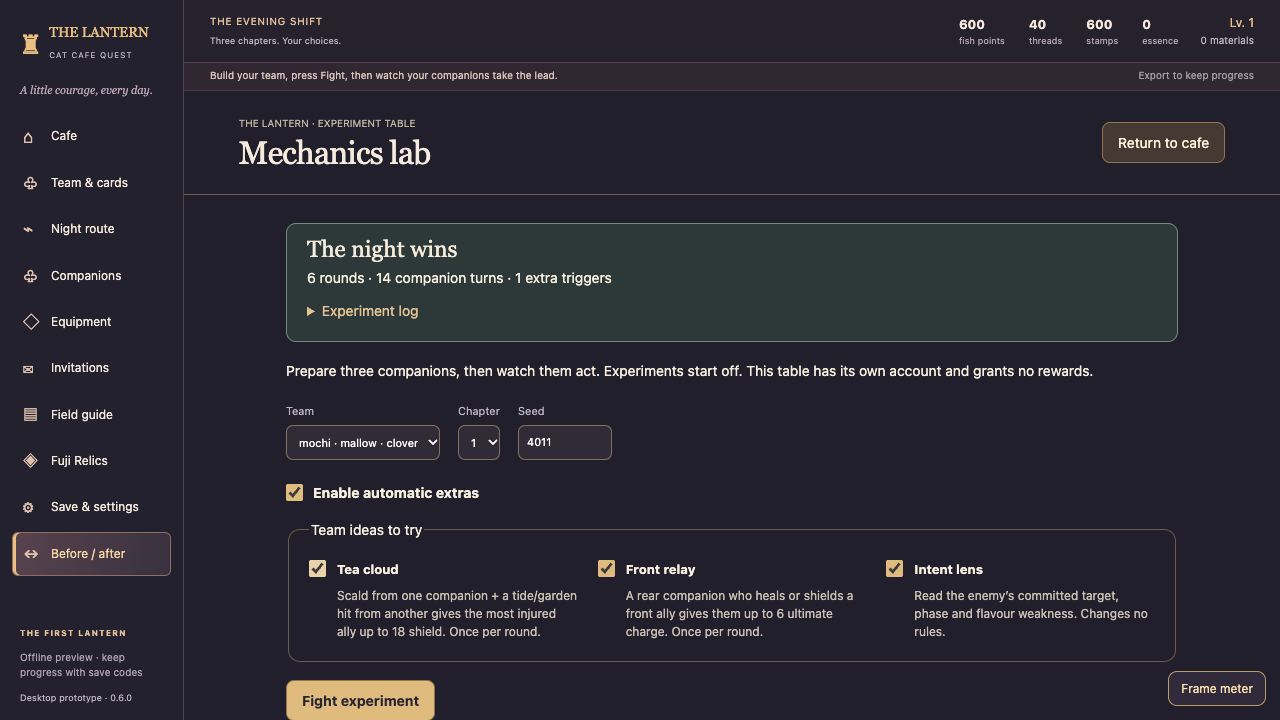 THE LANTERN
CAT CAFE QUEST
A little courage, every day.
Cafe
Team & cards
Night route
Companions
Equipment
Invitations
Field guide
Fuji Relics
Save & settings
Before / after
THE FIRST LANTERN
Offline preview · keep
progress with save codes
Desktop prototype · 0.6.0
THE EVENING SHIFT
Three chapters. Your choices.
600
fish points
40
threads
600
stamps
0
essence
Lv. 1
0 materials
Build your team, press Fight, then watch your companions take the lead.
Export to keep progress
THE LANTERN · EXPERIMENT TABLE
Mechanics lab
Return to cafe
The night wins
6 rounds · 14 companion turns · 1 extra triggers
Experiment log
Prepare three companions, then watch them act. Experiments start off. This table has its own account and grants no rewards.
Team
Chapter
Seed
mochi · mallow · clover
1
4011
Enable automatic extras
Team ideas to try
Tea cloud
Scald from one companion + a tide/garden
hit from another gives the most injured
ally up to 18 shield. Once per round.
Front relay
A rear companion who heals or shields a
front ally gives them up to 6 ultimate
charge. Once per round.
Intent lens
Read the enemy’s committed target,
phase and flavour weakness. Changes no
rules.
Fight experiment
Frame meter